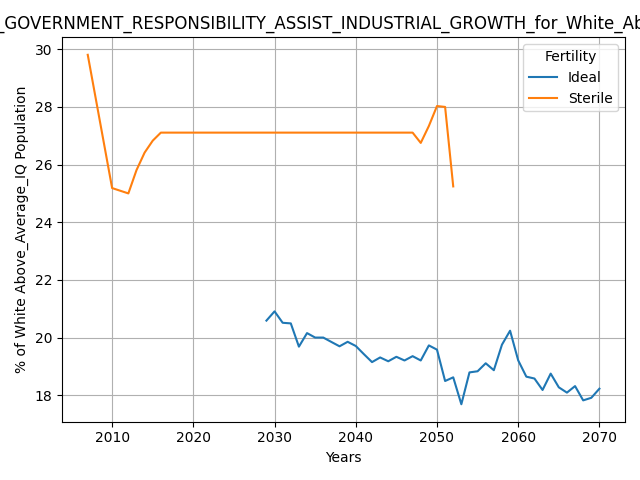 _GOVERNMENT_RESPONSIBILITY_ASSIST_INDUSTRIAL_GROWTH_for_White_Ab
Fertility
Ideal
Sterile
% of White Above_Average_IQ Population
30
28
26
24
22
20
18
2010 2020 2030 2040 2050 2060 2070
Years